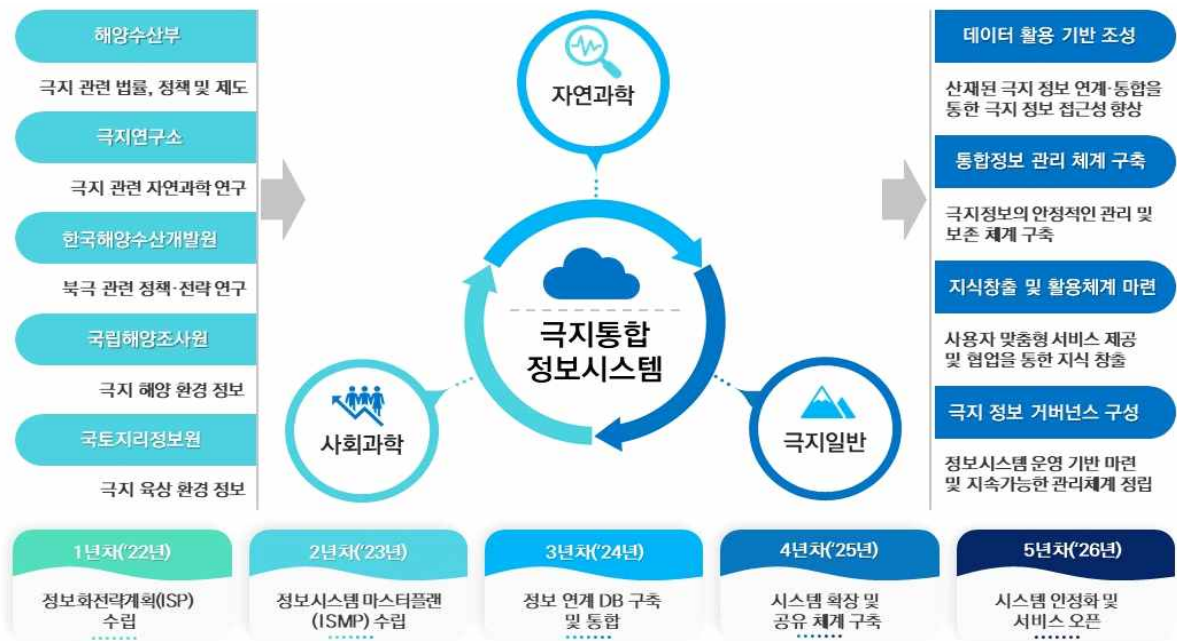 해양수산부
극지 관련 법률, 정책 및 제도
극지연구소
극지 관련 자연과학 연구
한국해양수산개발원
북극 관련 정책·전략 연구
국립해양조사원
극지 해양 환경 정보
국토지리정보원
극지 육상 환경 정보
자연과학
극지통합
정보시스템
사회과학
극지일반
데이터 활용 기반 조성
산재된 극지 정보 연계·통합을
통한 극지 정보 접근성 향상
통합정보 관리 체계 구축
극지정보의 안정적인 관리 및
보존 체계 구축
지식창출 및 활용체계 마련
사용자 맞춤형 서비스 제공
및 협업을 통한 지식 창출
극지 정보 거버넌스 구성
정보시스템 운영 기반 마련
및 지속가능한 관리체계 정립
1년차('22년)
정보화전략계획(ISP)
수립
2년차('23년)
정보시스템 마스터플랜
(ISMP) 수립
3년차('24년)
정보 연계 DB 구축
및 통합
4년차('25년)
시스템 확장 및
공유 체계 구축
5년차('26년)
시스템 안정화 및
서비스 오픈